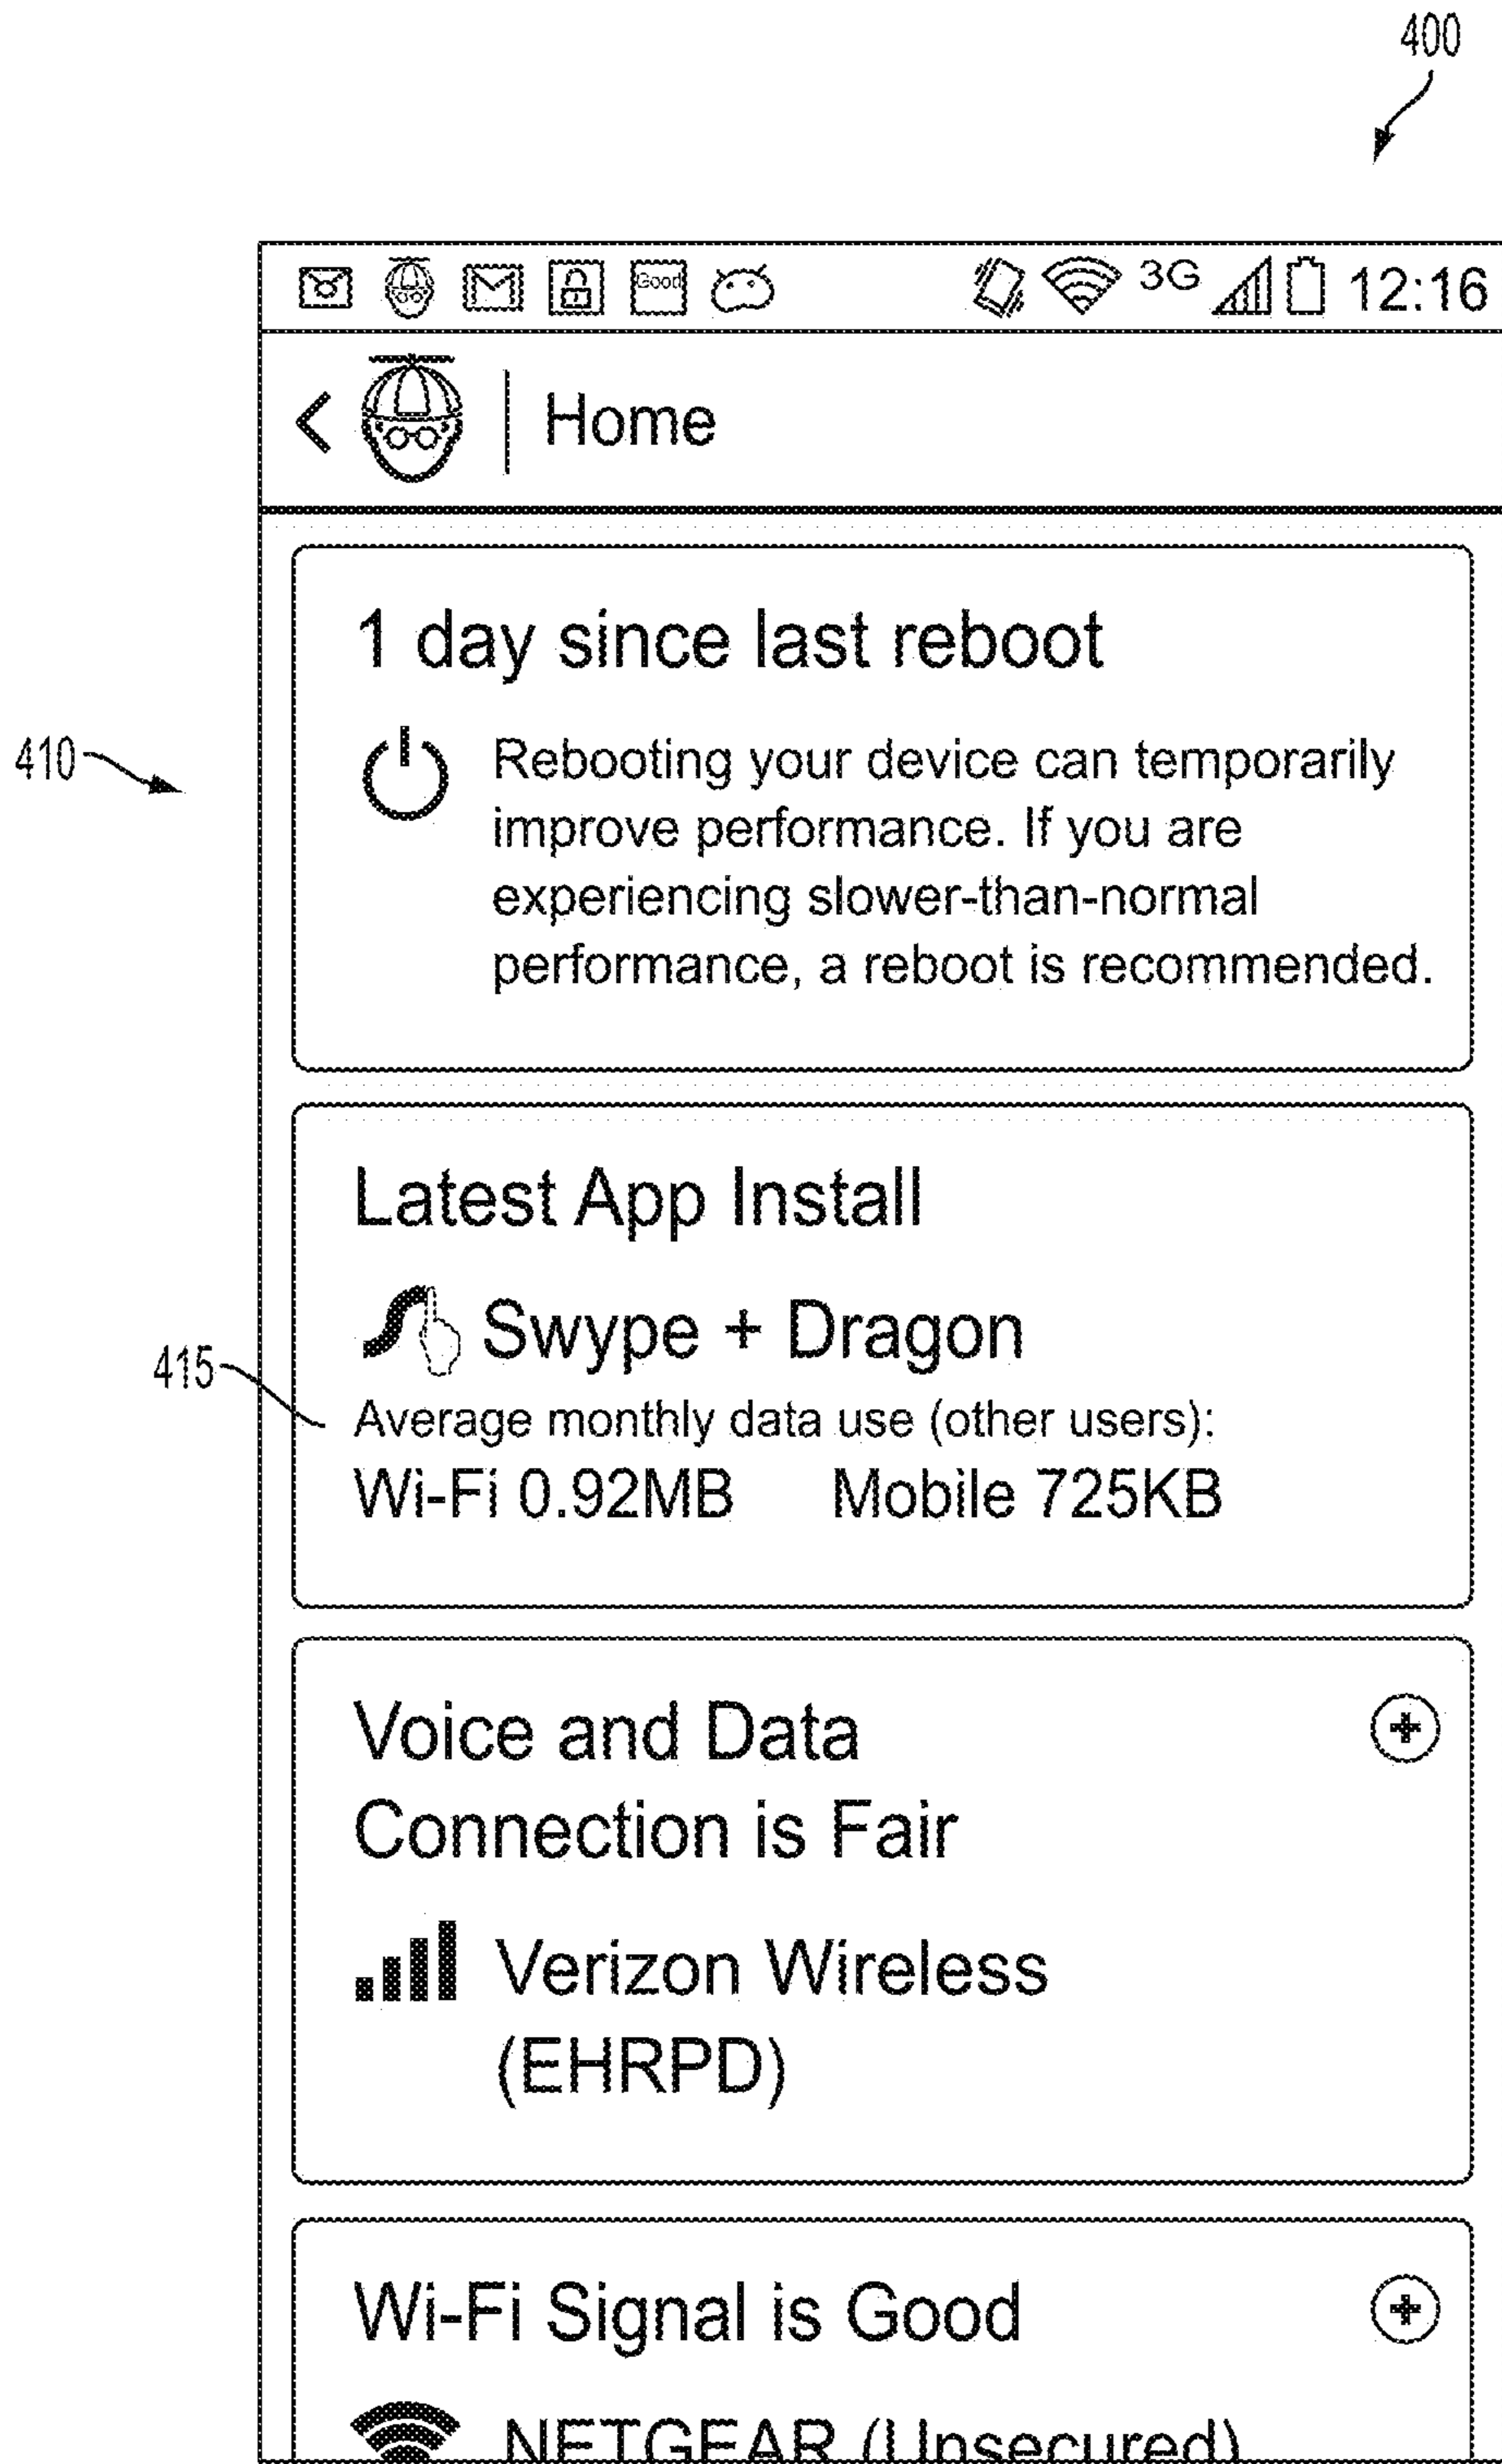 400
Good 3G 12:16
Home
1 day since last reboot
410
Rebooting your device can temporarily
improve performance. If you are
experiencing slower-than-normal
performance, a reboot is recommended.
Latest App Install
Swype + Dragon
415
Average monthly data use (other users):
Wi-Fi 0.92MB Mobile 725KB
Voice and Data
Connection is Fair
Verizon Wireless
(EHRPD)
Wi-Fi Signal is Good
NETGEAR (Unsecured)